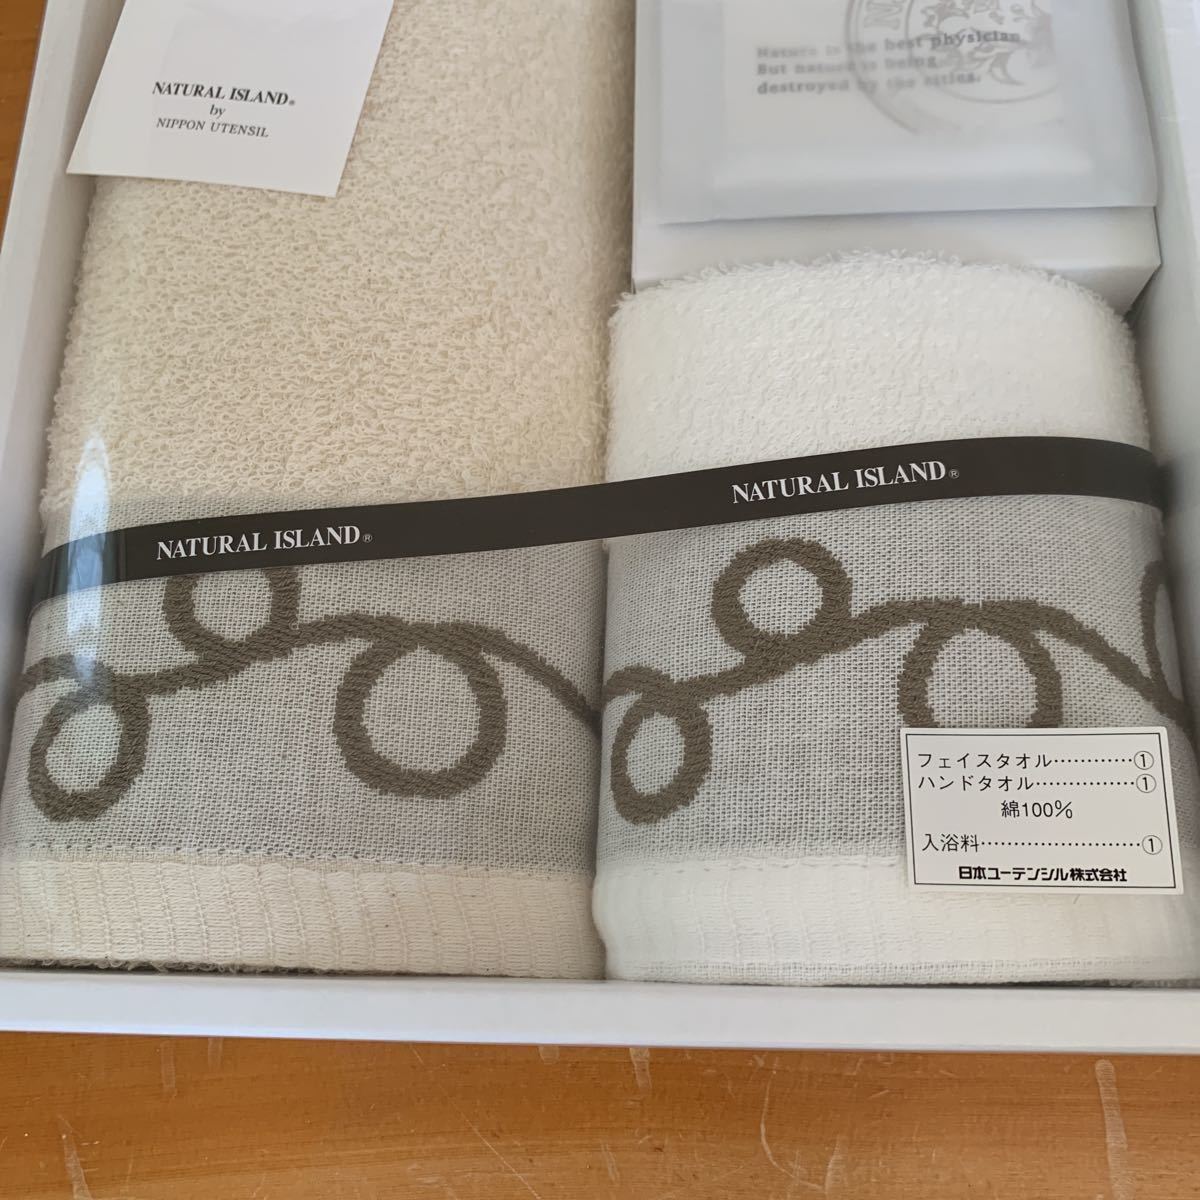 NATURAL ISLAND®
by
NIPPON UTENSIL
Nature is the best physician.
But nature is being
destroyed by the cities.
NATURAL ISLAND®
NATURAL ISLAND®
フェイスタオル…………①
ハンドタオル……………①
綿100%
入浴料……………………①
日本ユーテンシル株式会社